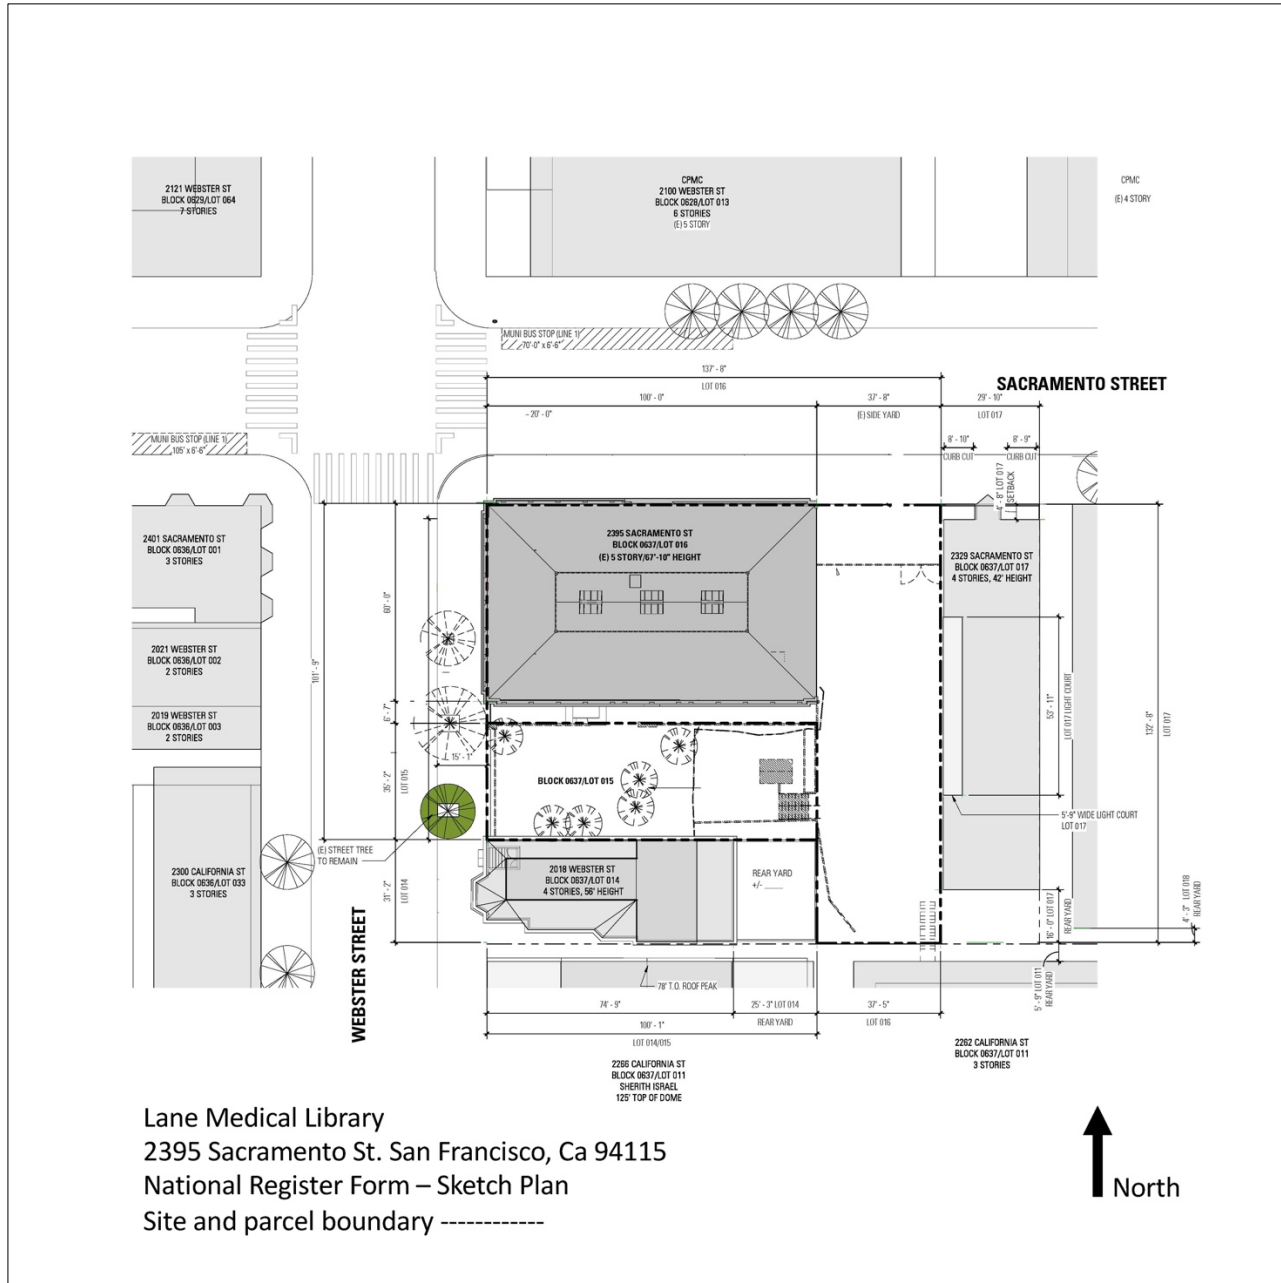 2121 WEBSTER ST
BLOCK 0629/LOT 064
7 STORIES
CPMC
2100 WEBSTER ST
BLOCK 0628/LOT 013
6 STORIES
(E) 5 STORY
CPMC
(E) 4 STORY
MUNI BUS STOP (LINE 1)
70'-0" x 6'-6"
137' - 8"
LOT 016
SACRAMENTO STREET
100' - 0"
37' - 8"
29' - 10"
~ 20' - 0"
(E) SIDE YARD
LOT 017
MUNI BUS STOP (LINE 1)
105' x 6'-6"
8' - 10"
8' - 9"
CURB CUT
CURB CUT
4' - 8" LOT 017
SETBACK
2401 SACRAMENTO ST
BLOCK 0636/LOT 001
3 STORIES
2395 SACRAMENTO ST
BLOCK 0637/LOT 016
(E) 5 STORY/67'-10" HEIGHT
2329 SACRAMENTO ST
BLOCK 0637/LOT 017
4 STORIES, 42' HEIGHT
60' - 0"
101' - 9"
2021 WEBSTER ST
BLOCK 0636/LOT 002
2 STORIES
2019 WEBSTER ST
BLOCK 0636/LOT 003
2 STORIES
6' - 7"
15' - 1"
53' - 11"
LOT 017 LIGHT COURT
132' - 8"
LOT 017
35' - 2"
LOT 015
BLOCK 0637/LOT 015
5'-9" WIDE LIGHT COURT
LOT 017
(E) STREET TREE
TO REMAIN
2300 CALIFORNIA ST
BLOCK 0636/LOT 033
3 STORIES
31' - 2"
LOT 014
2018 WEBSTER ST
BLOCK 0637/LOT 014
4 STORIES, 56' HEIGHT
REAR YARD
+/- ____
16' - 0" LOT 017
REAR YARD
4' - 3" LOT 018
REAR YARD
WEBSTER STREET
78' T.O. ROOF PEAK
5' - 9" LOT 011
REAR YARD
74' - 9"
25' - 3" LOT 014
37' - 5"
100' - 1"
REAR YARD
LOT 016
LOT 014/015
2266 CALIFORNIA ST
BLOCK 0637/LOT 011
SHERITH ISRAEL
125' TOP OF DOME
2262 CALIFORNIA ST
BLOCK 0637/LOT 011
3 STORIES
Lane Medical Library
2395 Sacramento St. San Francisco, Ca 94115
National Register Form – Sketch Plan
Site and parcel boundary ------------
North